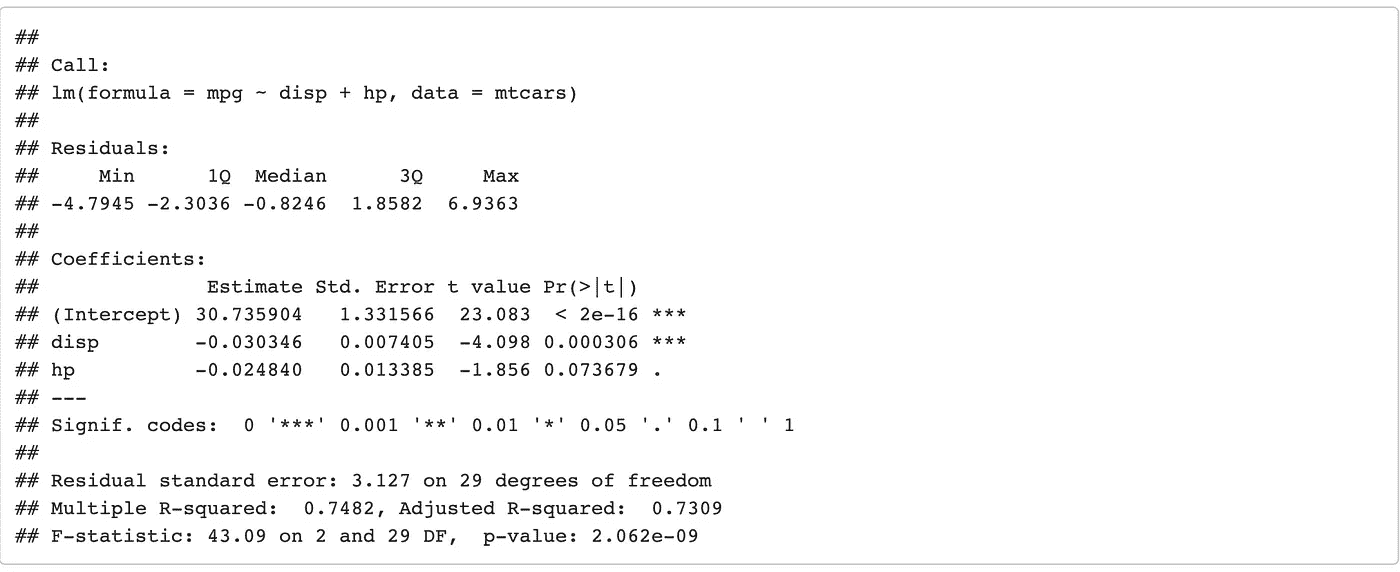 ##
## Call:
## lm(formula = mpg ~ disp + hp, data = mtcars)
##
## Residuals:
##     Min      1Q  Median      3Q     Max
## -4.7945 -2.3036 -0.8246  1.8582  6.9363
##
## Coefficients:
##              Estimate Std. Error t value Pr(>|t|)
## (Intercept) 30.735904   1.331566  23.083  < 2e-16 ***
## disp        -0.030346   0.007405  -4.098 0.000306 ***
## hp          -0.024840   0.013385  -1.856 0.073679 .
## ---
## Signif. codes:  0 '***' 0.001 '**' 0.01 '*' 0.05 '.' 0.1 ' ' 1
##
## Residual standard error: 3.127 on 29 degrees of freedom
## Multiple R-squared:  0.7482, Adjusted R-squared:  0.7309
## F-statistic: 43.09 on 2 and 29 DF,  p-value: 2.062e-09